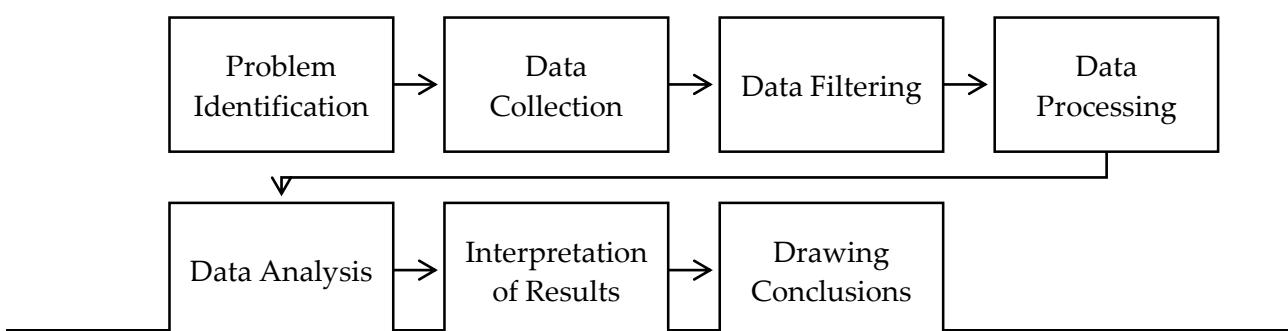 Problem
Identification
Data
Collection
Data Filtering
Data
Processing
Data Analysis
Interpretation
of Results
Drawing
Conclusions